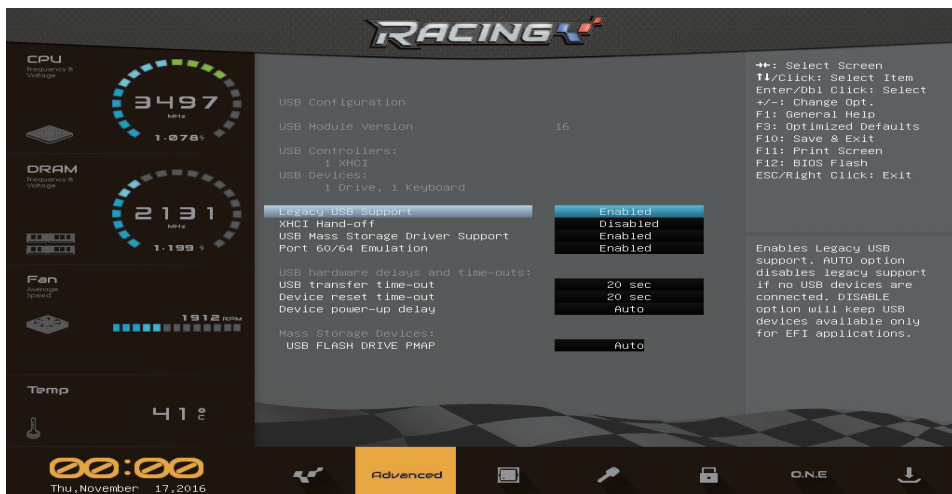 RACING
CPU
Frequency & Voltage
3497
MHz
1.078 v
DRAM
Frequency & Voltage
2131
MHz
1.199 v
Fan
Average Speed
1912 RPM
Temp
41 °C
00:00
Thu,November 17,2016
USB Configuration
USB Module Version 16
USB Controllers:
1 XHCI
USB Devices:
1 Drive, 1 Keyboard
Legacy USB Support Enabled
XHCI Hand-off Disabled
USB Mass Storage Driver Support Enabled
Port 60/64 Emulation Enabled
USB hardware delays and time-outs:
USB transfer time-out 20 sec
Device reset time-out 20 sec
Device power-up delay Auto
Mass Storage Devices:
USB FLASH DRIVE PMAP Auto
→←: Select Screen
↑↓/Click: Select Item
Enter/Dbl Click: Select
+/-: Change Opt.
F1: General Help
F3: Optimized Defaults
F10: Save & Exit
F11: Print Screen
F12: BIOS Flash
ESC/Right Click: Exit
Enables Legacy USB
support. AUTO option
disables legacy support
if no USB devices are
connected. DISABLE
option will keep USB
devices available only
for EFI applications.
Advanced
O.N.E